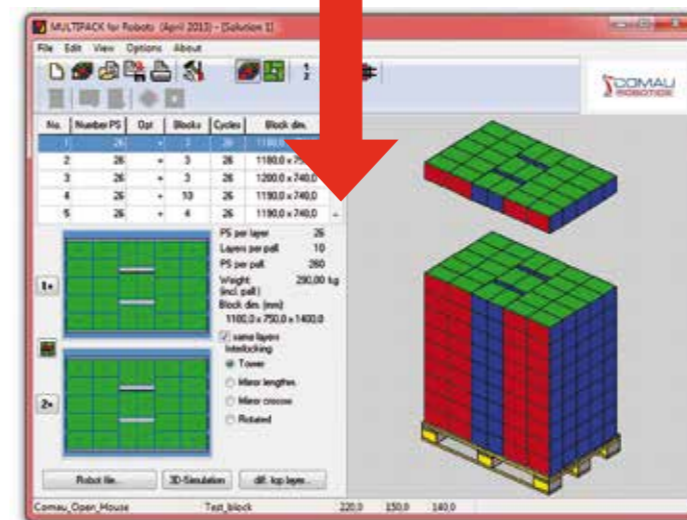 MULTIPACK for Robots (April 2013) - [Solution 1]
File Edit View Options About
COMAU
ROBOTICS
No. Number PS Opt Blocks Cycles Block dim.
1 26 + 26
2 26 + 3 26 1180,0 x 75
3 26 + 3 26 1200,0 x 740,0
4 26 - 10 26 1190,0 x 740,0
5 26 - 4 26 1190,0 x 740,0
PS per layer 26
Layers per pall. 10
PS per pall. 260
Weight 290,00 kg
(incl. pall.)
Block dim. (mm)
1180,0 x 750,0 x 1400,0
same layers
Interlocking
Tower
Mirror lengthw.
Mirror crossw.
Rotated
1+
2+
Robot file...
3D-Simulation
diff. top layer...
Comau_Open_House Test_block 220,0 150,0 140,0